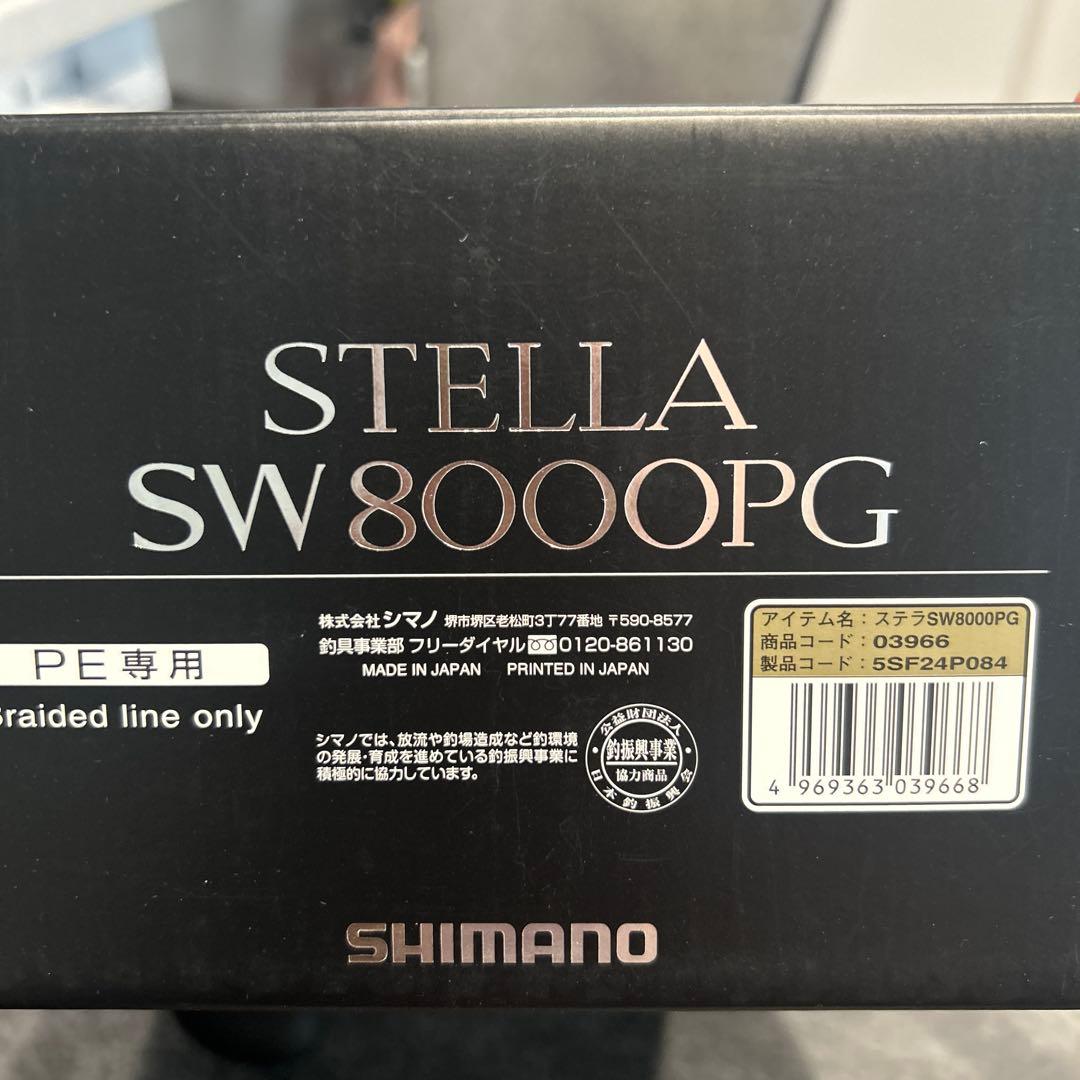 STELLA
SW8000PG
PE専用
Braided line only
株式会社シマノ 堺市堺区老松町3丁77番地 〒590-8577
釣具事業部 フリーダイヤル 0120-861130
MADE IN JAPAN PRINTED IN JAPAN
シマノでは、放流や釣場造成など釣環境
の発展・育成を進めている釣振興事業に
積極的に協力しています。
公益財団法人
釣振興事業
協力商品
日本釣振興会
アイテム名：ステラSW8000PG
商品コード：03966
製品コード：5SF24P084
4 969363 039668
SHIMANO